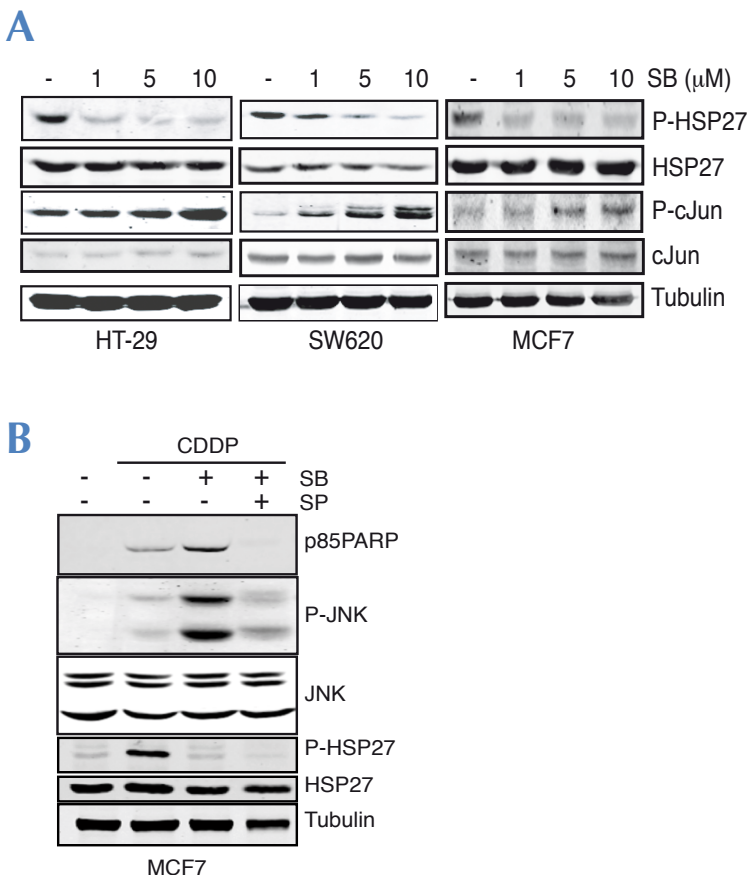 A
- 1 5 10 - 1 5 10 - 1 5 10 SB (μM)
P-HSP27
HSP27
P-cJun
cJun
Tubulin
HT-29 SW620 MCF7
B
CDDP
- - + + SB
- - - + SP
p85PARP
P-JNK
JNK
P-HSP27
HSP27
Tubulin
MCF7